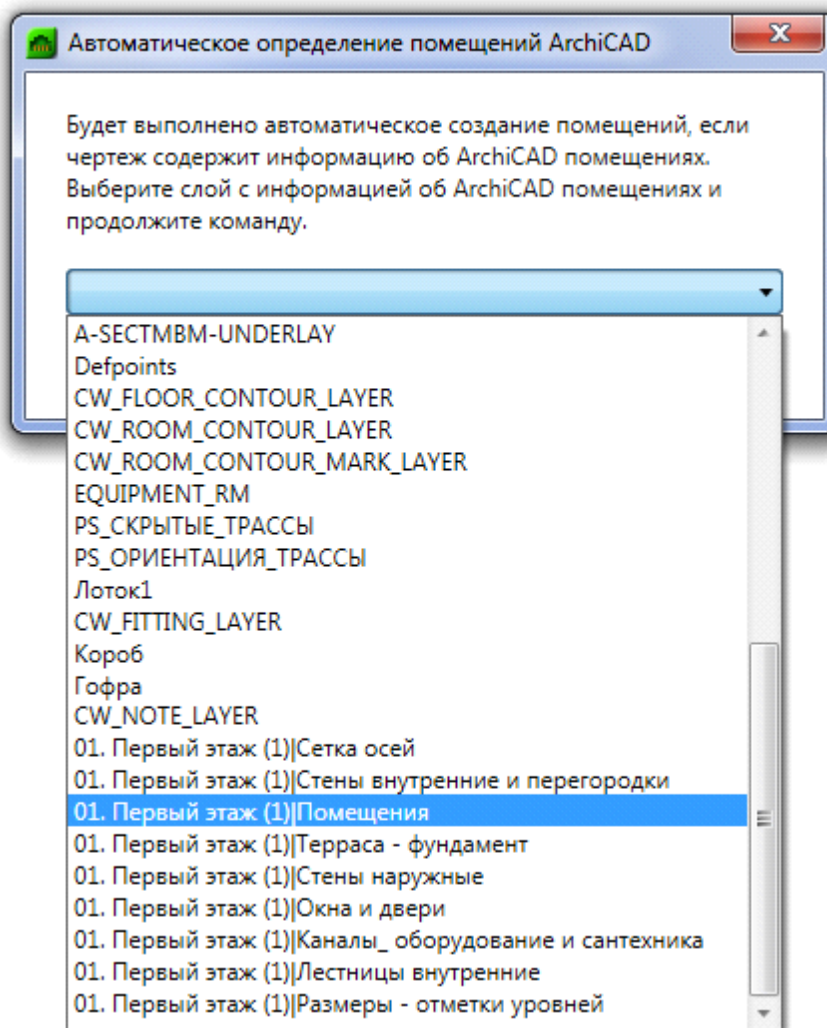 Автоматическое определение помещений ArchiCAD
Будет выполнено автоматическое создание помещений, если
чертеж содержит информацию об ArchiCAD помещениях.
Выберите слой с информацией об ArchiCAD помещениях и
продолжите команду.
A-SECTMBM-UNDERLAY
Defpoints
CW_FLOOR_CONTOUR_LAYER
CW_ROOM_CONTOUR_LAYER
CW_ROOM_CONTOUR_MARK_LAYER
EQUIPMENT_RM
PS_СКРЫТЫЕ_ТРАССЫ
PS_ОРИЕНТАЦИЯ_ТРАССЫ
Лоток1
CW_FITTING_LAYER
Короб
Гофра
CW_NOTE_LAYER
01. Первый этаж (1)|Сетка осей
01. Первый этаж (1)|Стены внутренние и перегородки
01. Первый этаж (1)|Помещения
01. Первый этаж (1)|Терраса - фундамент
01. Первый этаж (1)|Стены наружные
01. Первый этаж (1)|Окна и двери
01. Первый этаж (1)|Каналы_ оборудование и сантехника
01. Первый этаж (1)|Лестницы внутренние
01. Первый этаж (1)|Размеры - отметки уровней